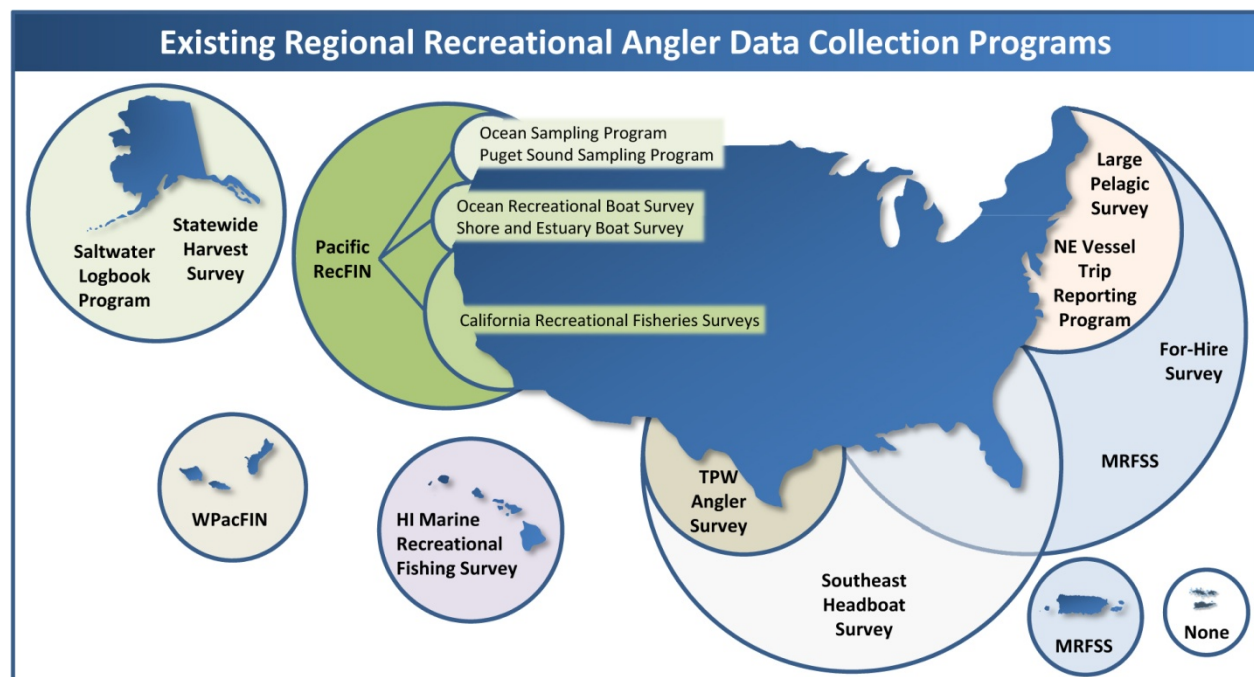 Existing Regional Recreational Angler Data Collection Programs
Statewide
Harvest
Survey
Saltwater
Logbook
Program
Pacific
RecFIN
Ocean Sampling Program
Puget Sound Sampling Program
Ocean Recreational Boat Survey
Shore and Estuary Boat Survey
California Recreational Fisheries Surveys
Large
Pelagic
Survey
NE Vessel
Trip
Reporting
Program
For-Hire
Survey
MRFSS
WPacFIN
HI Marine
Recreational
Fishing Survey
TPW
Angler
Survey
Southeast
Headboat
Survey
MRFSS
None